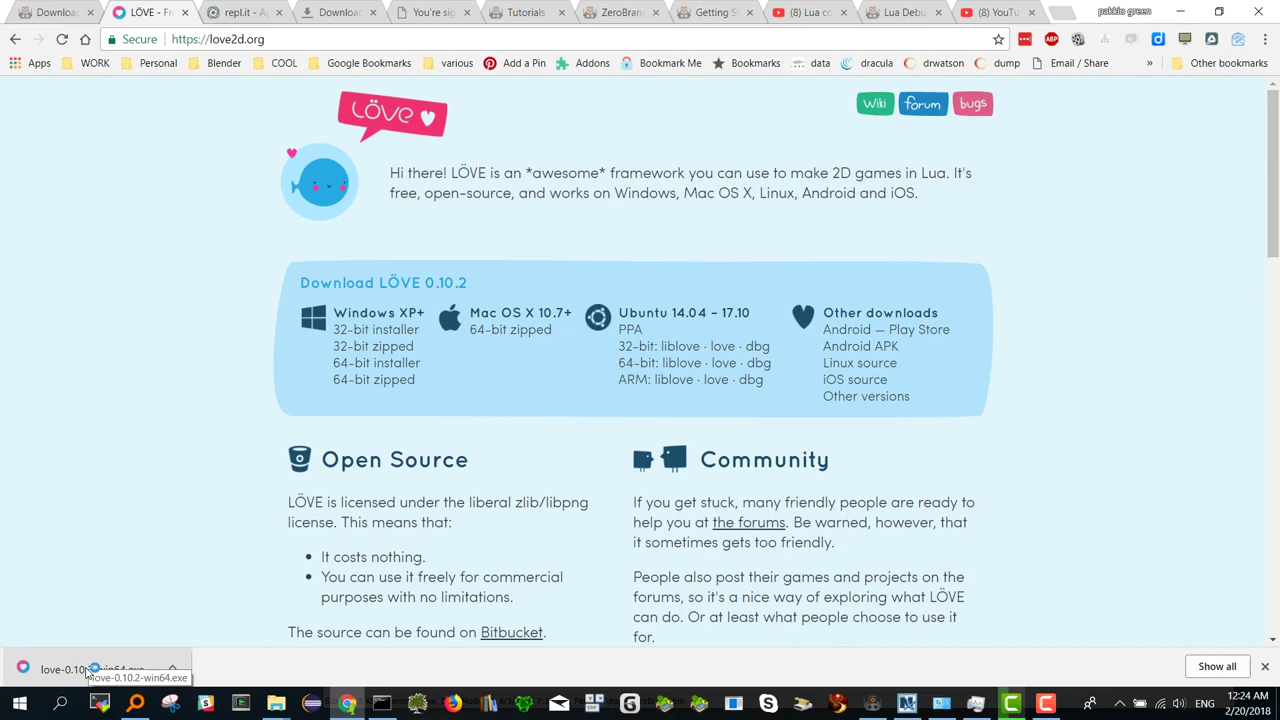 Download
LÖVE - Fr
repl.it - A
Download
You're sig
Tutorials
ZeroBran
Getting S
(8) Lua co
Lua Debu
(8) YouTu
pakkio green
Secure
https://love2d.org
Apps
WORK
Personal
Blender
COOL
Google Bookmarks
various
Add a Pin
Addons
Bookmark Me
Bookmarks
data
dracula
drwatson
dump
Email / Share
»
Other bookmarks
LÖVE
Wiki
forum
bugs
Hi there! LÖVE is an *awesome* framework you can use to make 2D games in Lua. It's
free, open-source, and works on Windows, Mac OS X, Linux, Android and iOS.
Download LÖVE 0.10.2
Windows XP+
32-bit installer
32-bit zipped
64-bit installer
64-bit zipped
Mac OS X 10.7+
64-bit zipped
Ubuntu 14.04 – 17.10
PPA
32-bit: liblove · love · dbg
64-bit: liblove · love · dbg
ARM: liblove · love · dbg
Other downloads
Android — Play Store
Android APK
Linux source
iOS source
Other versions
Open Source
LÖVE is licensed under the liberal zlib/libpng
license. This means that:
• It costs nothing.
• You can use it freely for commercial
purposes with no limitations.
The source can be found on Bitbucket.
Community
If you get stuck, many friendly people are ready to
help you at the forums. Be warned, however, that
it sometimes gets too friendly.
People also post their games and projects on the
forums, so it's a nice way of exploring what LÖVE
can do. Or at least what people choose to use it
for.
love-0.10.2-win64.exe
Show all
ENG
12:24 AM
2/20/2018